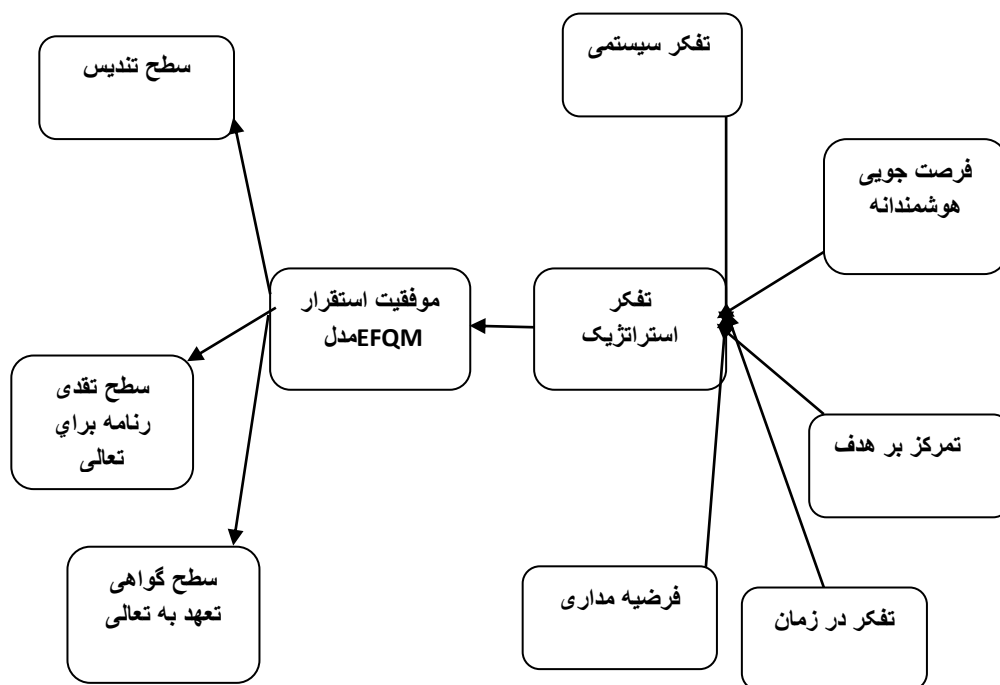 تفکر سیستمی
سطح تندیس
فرصت جویی
هوشمندانه
تفکر
استراتژیک
موفقیت استقرار
مدلEFQM
سطح تقدی
رنامه براي
تعالی
تمرکز بر هدف
سطح گواهی
تعهد به تعالی
فرضیه مداری
تفکر در زمان